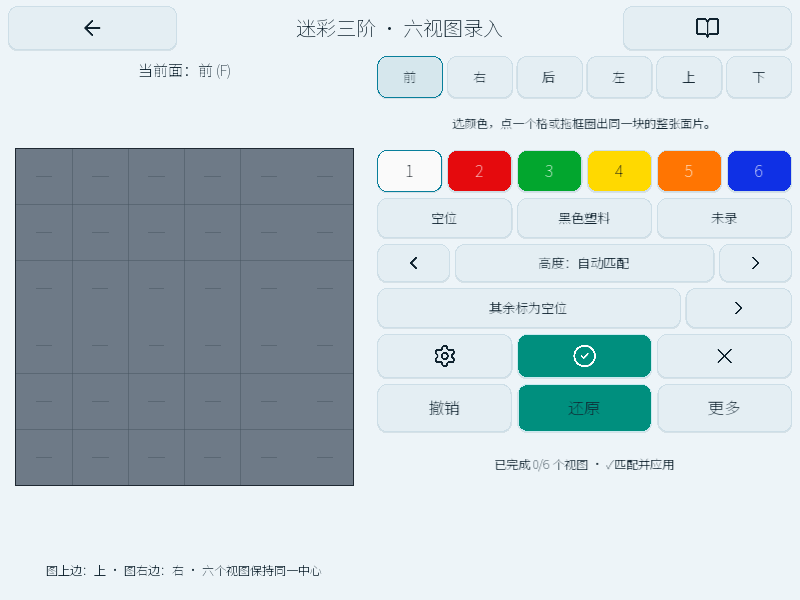 迷彩三阶 · 六视图录入
当前面：前 (F)
前 右 后 左 上 下
选颜色，点一个格或拖框圈出同一块的整张面片。
1 2 3 4 5 6
空位 黑色塑料 未录
高度：自动匹配
其余标为空位
撤销 还原 更多
已完成 0/6 个视图 · ✓匹配并应用
图上边：上 · 图右边：右 · 六个视图保持同一中心